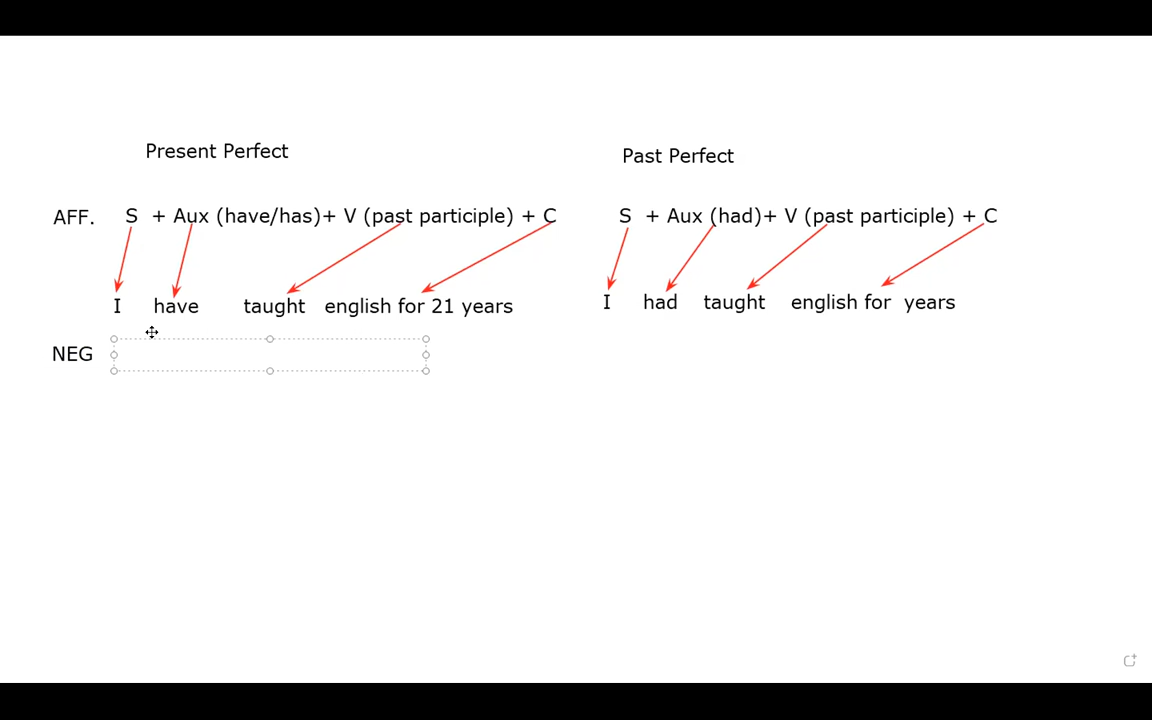 Present Perfect
Past Perfect
AFF. S + Aux (have/has)+ V (past participle) + C
S + Aux (had)+ V (past participle) + C
I have taught english for 21 years
I had taught english for years
NEG